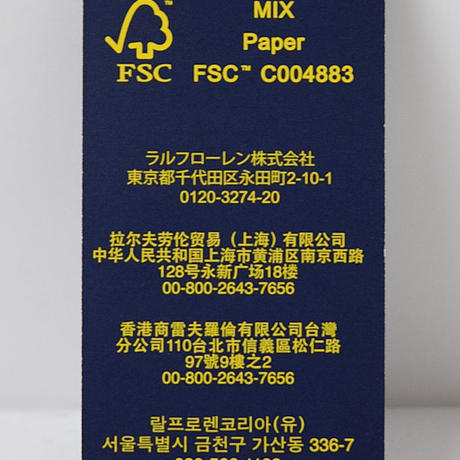 MIX
Paper
FSC FSC™ C004883
ラルフローレン株式会社
東京都千代田区永田町2-10-1
0120-3274-20
拉尔夫劳伦贸易（上海）有限公司
中华人民共和国上海市黄浦区南京西路
128号永新广场18楼
00-800-2643-7656
香港商雷夫羅倫有限公司台灣
分公司110台北市信義區松仁路
97號9樓之2
00-800-2643-7656
랄프로렌코리아(유)
서울특별시 금천구 가산동 336-7